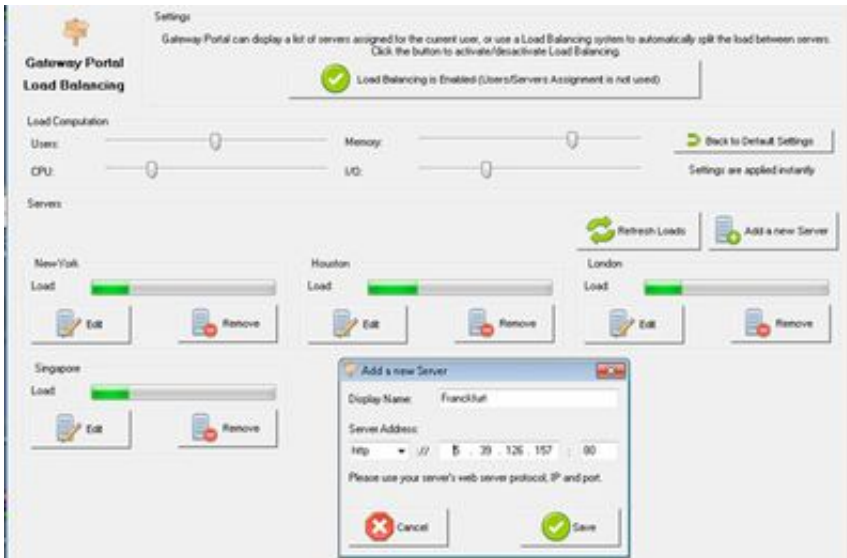 Settings
Gateway Portal
Load Balancing
Gateway Portal can display a list of servers assigned for the current user, or use a Load Balancing system to automatically split the load between servers.
Click the button to activate/desactivate Load Balancing.
Load Balancing is Enabled (Users/Servers Assignment is not used)
Load Computation
Users:
Memory:
Back to Default Settings
CPU:
I/O:
Settings are applied instantly
Servers
Refresh Loads
Add a new Server
New York
Houston
London
Load
Load
Load
Edit
Remove
Edit
Remove
Edit
Remove
Singapore
Load
Edit
Remove
Add a new Server
Display Name:
Franckfurt
Server Address:
http :// 5 . 39 . 126 . 157 : 80
Please use your server's web server protocol, IP and port.
Cancel
Save